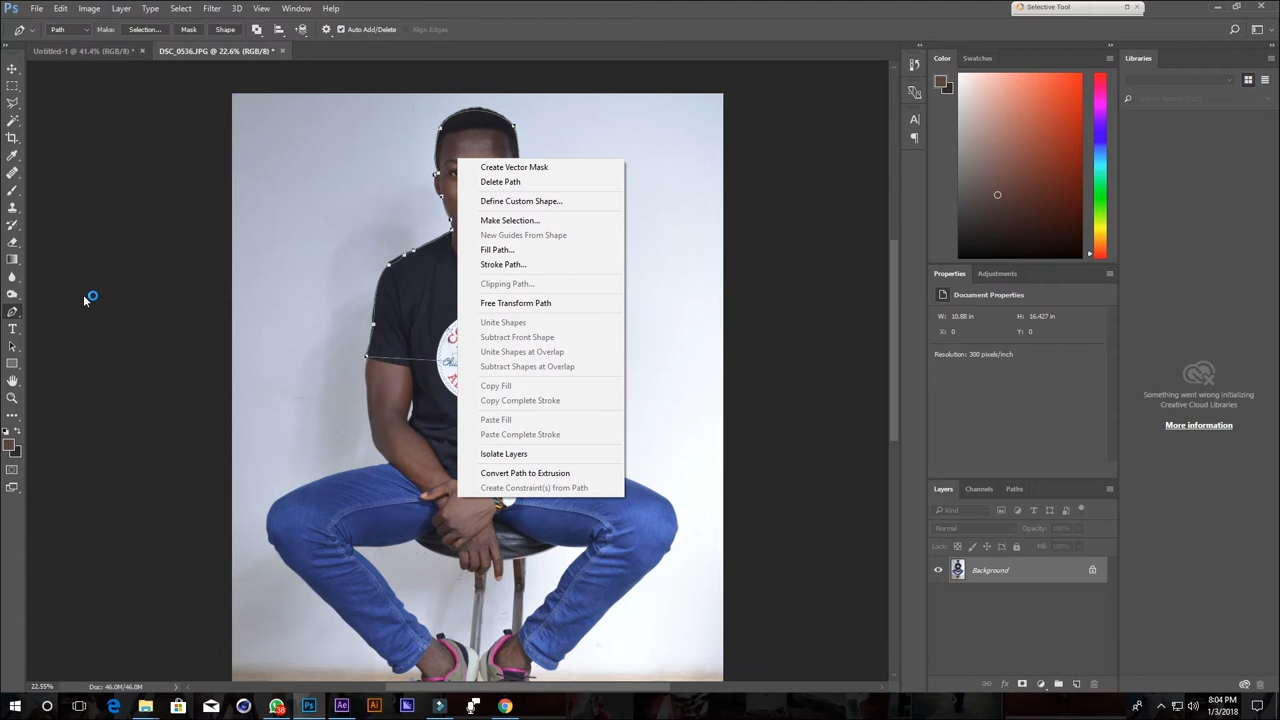 Ps File Edit Image Layer Type Select Filter 3D View Window Help
Selective Tool
Path Make: Selection... Mask Shape Auto Add/Delete Align Edges
Untitled-1 @ 41.4% (RGB/8) * × DSC_0536.JPG @ 22.6% (RGB/8) * ×
Color Swatches
Libraries
Create Vector Mask
Delete Path
Define Custom Shape...
Make Selection...
New Guides From Shape
Fill Path...
Stroke Path...
Clipping Path...
Free Transform Path
Unite Shapes
Subtract Front Shape
Unite Shapes at Overlap
Subtract Shapes at Overlap
Copy Fill
Copy Complete Stroke
Paste Fill
Paste Complete Stroke
Isolate Layers
Convert Path to Extrusion
Create Constraint(s) from Path
Properties Adjustments
Document Properties
W: 10.88 in H: 16.427 in
X: 0 Y: 0
Resolution: 300 pixels/inch
Something went wrong initializing
Creative Cloud Libraries
More information
Layers Channels Paths
Kind
Normal Opacity: 100%
Lock: Fill: 100%
Background
22.55% Doc: 46.0M/46.0M
8:04 PM
1/3/2018